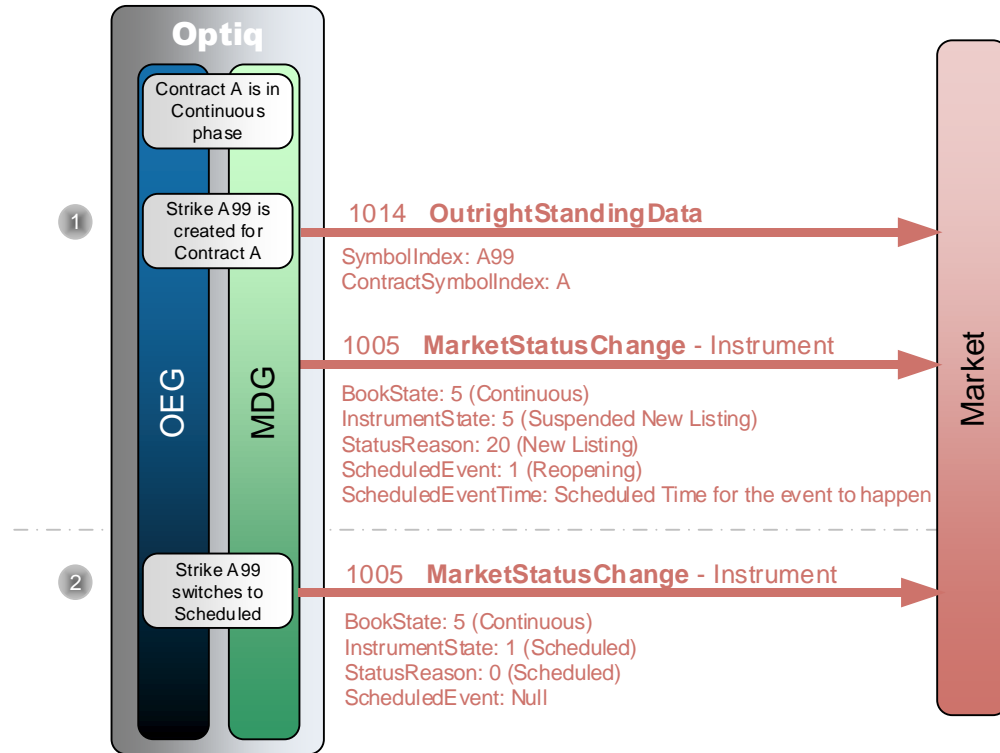 Optiq
Contract A is in
Continuous
phase
1
Strike A99 is
created for
Contract A
1014 OutrightStandingData
SymbolIndex: A99
ContractSymbolIndex: A
1005 MarketStatusChange - Instrument
BookState: 5 (Continuous)
InstrumentState: 5 (Suspended New Listing)
StatusReason: 20 (New Listing)
ScheduledEvent: 1 (Reopening)
ScheduledEventTime: Scheduled Time for the event to happen
OEG
MDG
Market
2
Strike A99
switches to
Scheduled
1005 MarketStatusChange - Instrument
BookState: 5 (Continuous)
InstrumentState: 1 (Scheduled)
StatusReason: 0 (Scheduled)
ScheduledEvent: Null